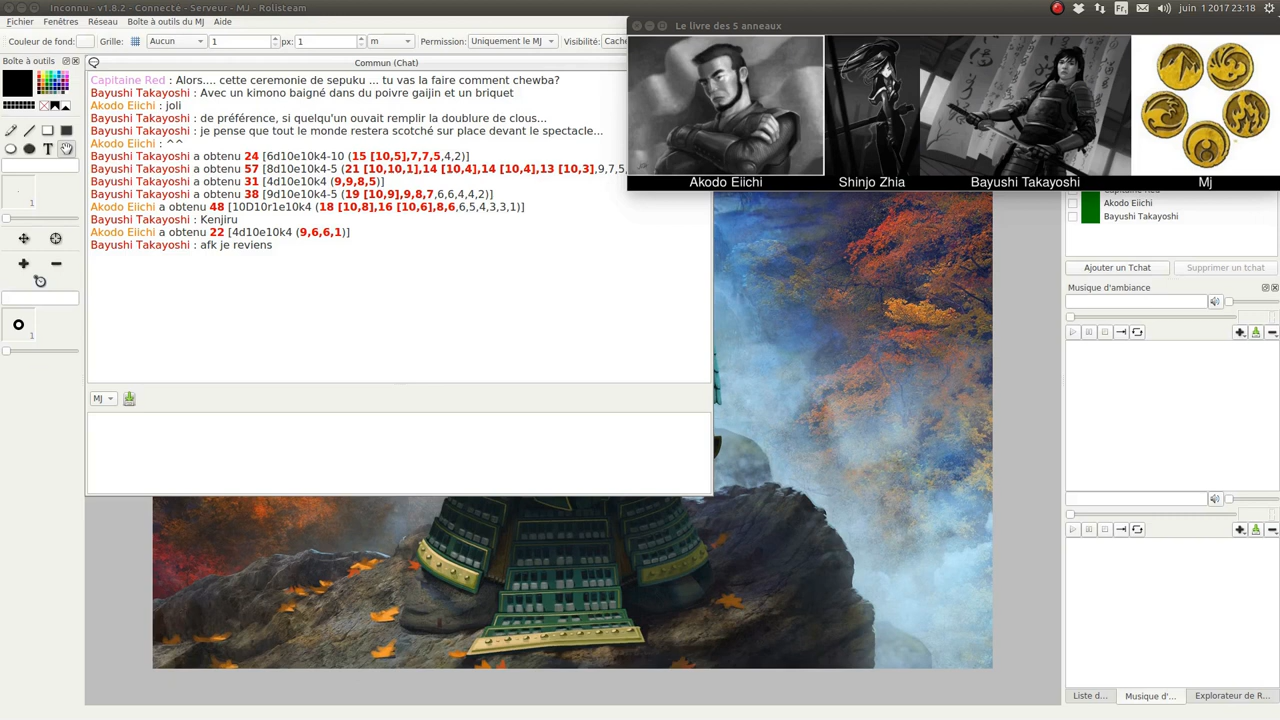 Inconnu - v1.8.2 - Connecté - Serveur - MJ - Rolisteam
Fr,
juin 1 2017 23:18
Fichier Fenêtres Réseau Boîte à outils du MJ Aide
Couleur de fond: Grille: Aucun 1 px: 1 m Permission: Uniquement le MJ Visibilité: Cach
Le livre des 5 anneaux
Boîte à outils
Commun (Chat)
Capitaine Red : Alors.... cette ceremonie de sepuku ... tu vas la faire comment chewba?
Bayushi Takayoshi : Avec un kimono baigné dans du poivre gaijin et un briquet
Akodo Eiichi : joli
Bayushi Takayoshi : de préférence, si quelqu'un ouvait remplir la doublure de clous...
Bayushi Takayoshi : je pense que tout le monde restera scotché sur place devant le spectacle...
Akodo Eiichi : ^^
Bayushi Takayoshi a obtenu 24 [6d10e10k4-10 (15 [10,5],7,7,5,4,2)]
Bayushi Takayoshi a obtenu 57 [8d10e10k4-5 (21 [10,10,1],14 [10,4],14 [10,4],13 [10,3],9,7,5,
Bayushi Takayoshi a obtenu 31 [4d10e10k4 (9,9,8,5)]
Bayushi Takayoshi a obtenu 38 [9d10e10k4-5 (19 [10,9],9,8,7,6,6,4,4,2)]
Akodo Eiichi a obtenu 48 [10D10r1e10k4 (18 [10,8],16 [10,6],8,6,6,5,4,3,3,1)]
Bayushi Takayoshi : Kenjiru
Akodo Eiichi a obtenu 22 [4d10e10k4 (9,6,6,1)]
Bayushi Takayoshi : afk je reviens
Akodo Eiichi Shinjo Zhia Bayushi Takayoshi Mj
Capitaine Red
Akodo Eiichi
Bayushi Takayoshi
T
1
1
MJ
Ajouter un Tchat Supprimer un tchat
Musique d'ambiance
Liste d... Musique d'... Explorateur de R...